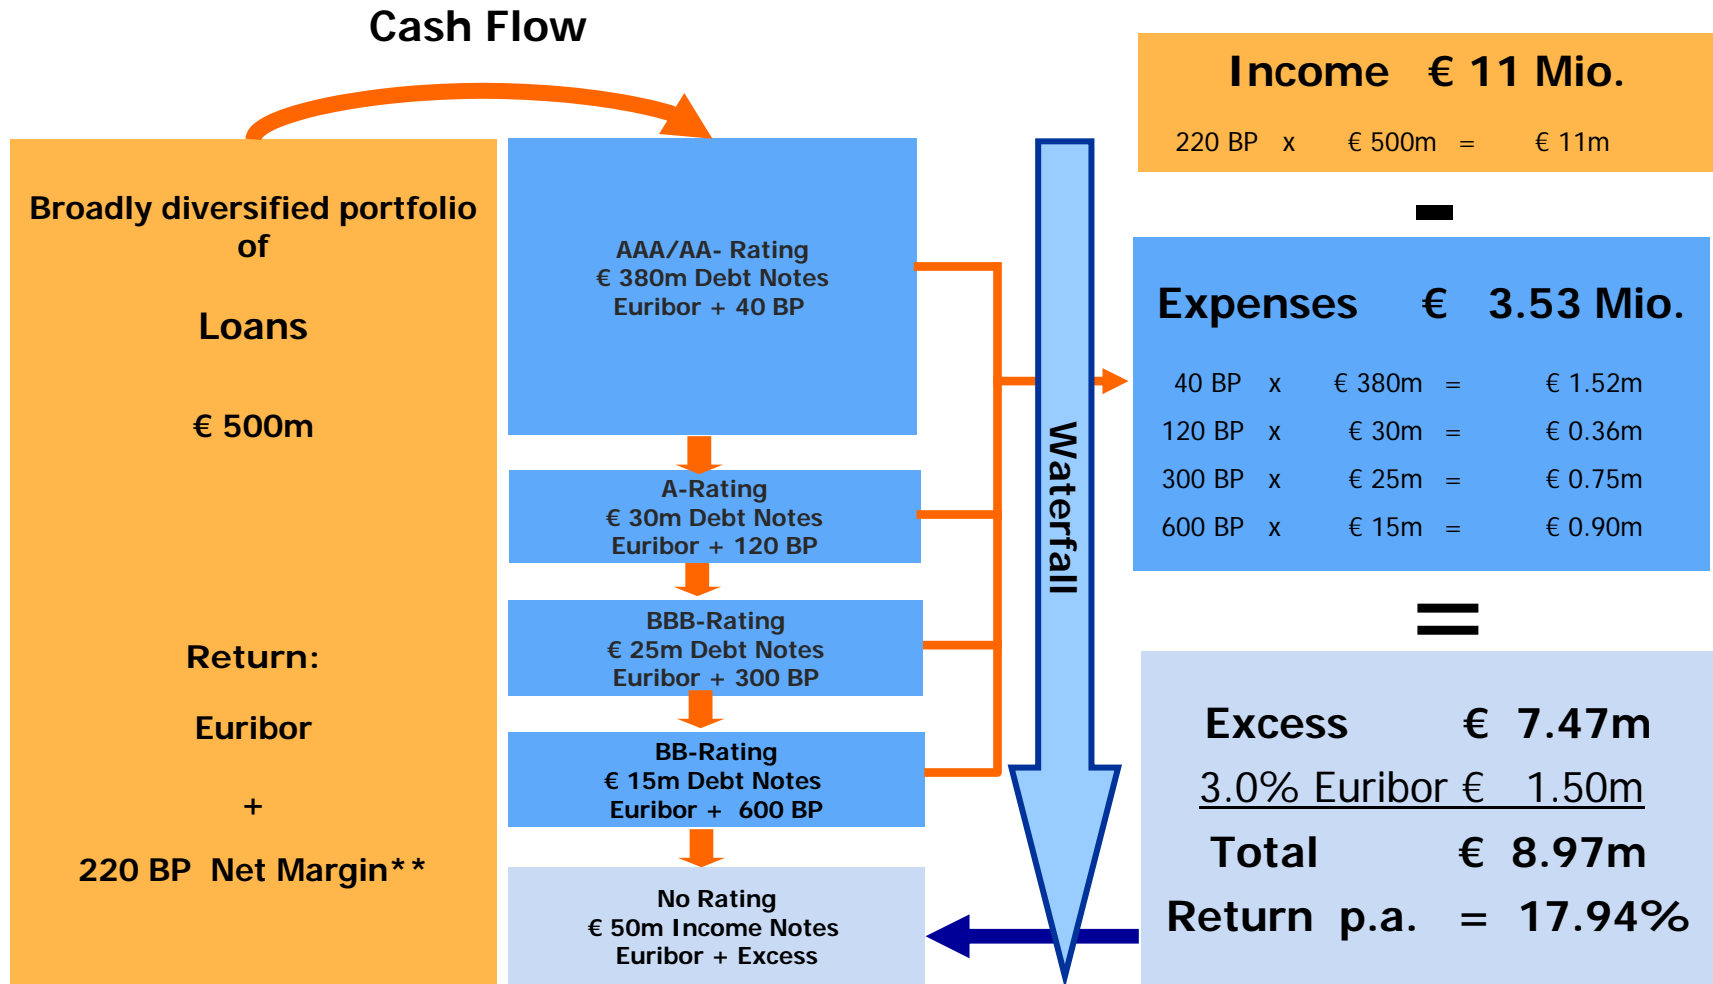 Cash Flow
Broadly diversified portfolio
of
Loans
€ 500m
Return:
Euribor
+
220 BP Net Margin**
AAA/AA- Rating
€ 380m Debt Notes
Euribor + 40 BP
A-Rating
€ 30m Debt Notes
Euribor + 120 BP
BBB-Rating
€ 25m Debt Notes
Euribor + 300 BP
BB-Rating
€ 15m Debt Notes
Euribor + 600 BP
No Rating
€ 50m Income Notes
Euribor + Excess
Waterfall
Income € 11 Mio.
220 BP x € 500m = € 11m
-
Expenses € 3.53 Mio.
40 BP x € 380m = € 1.52m
120 BP x € 30m = € 0.36m
300 BP x € 25m = € 0.75m
600 BP x € 15m = € 0.90m
=
Excess € 7.47m
3.0% Euribor € 1.50m
Total € 8.97m
Return p.a. = 17.94%